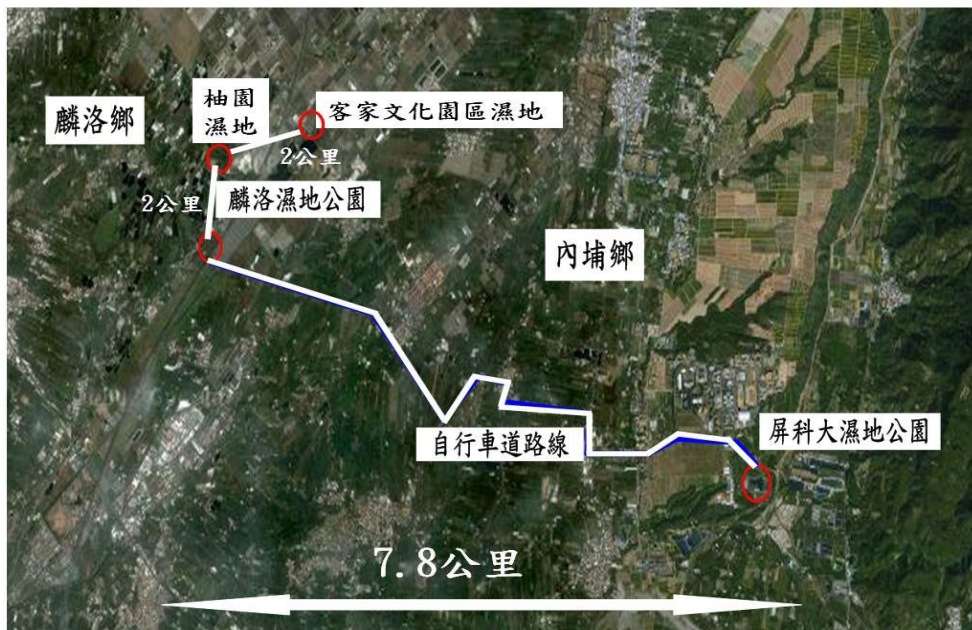 麟洛鄉
柚園
濕地
客家文化園區濕地
2公里
2公里
麟洛濕地公園
內埔鄉
自行車道路線
屏科大濕地公園
7.8公里